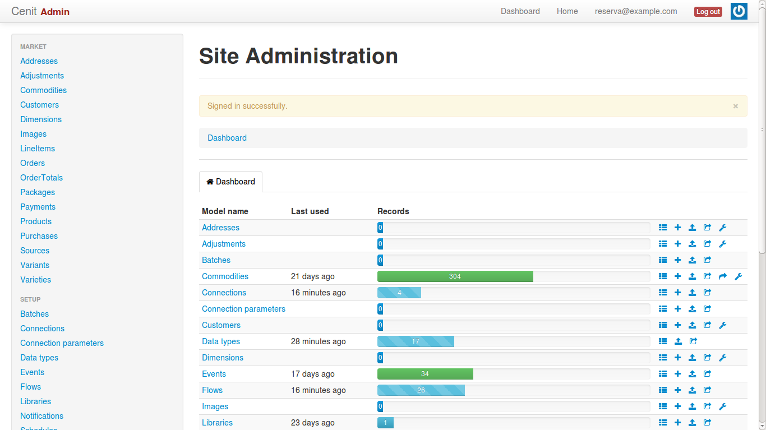 Cenit Admin
Dashboard Home reserva@example.com Log out
MARKET
Addresses
Adjustments
Commodities
Customers
Dimensions
Images
LineItems
Orders
OrderTotals
Packages
Payments
Products
Purchases
Sources
Variants
Varieties
SETUP
Batches
Connections
Connection parameters
Data types
Events
Flows
Libraries
Notifications
Schedules
Site Administration
Signed in successfully. ×
Dashboard
Dashboard
Model name Last used Records
Addresses 0
Adjustments 0
Batches 0
Commodities 21 days ago 304
Connections 16 minutes ago 4
Connection parameters 0
Customers 0
Data types 28 minutes ago 17
Dimensions 0
Events 17 days ago 34
Flows 16 minutes ago 26
Images 0
Libraries 23 days ago 1